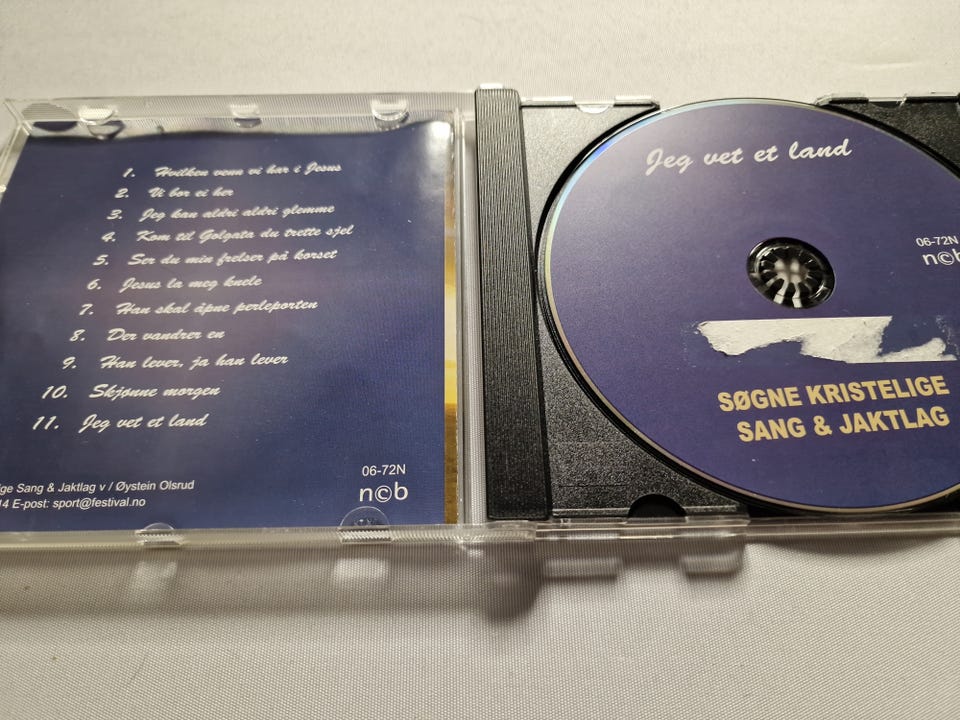 1. Hvilken venn vi har i Jesus
2. Vi bor ei her
3. Jeg kan aldri aldri glemme
4. Kom til Golgata du trette sjel
5. Ser du min frelser på korset
6. Jesus la meg knele
7. Han skal åpne perleporten
8. Der vandrer en
9. Han lever, ja han lever
10. Skjønne morgen
11. Jeg vet et land
ige Sang & Jaktlag v / Øystein Olsrud
14 E-post: sport@festival.no
06-72N
n©b
Jeg vet et land
06-72N
n©b
SØGNE KRISTELIGE
SANG & JAKTLAG